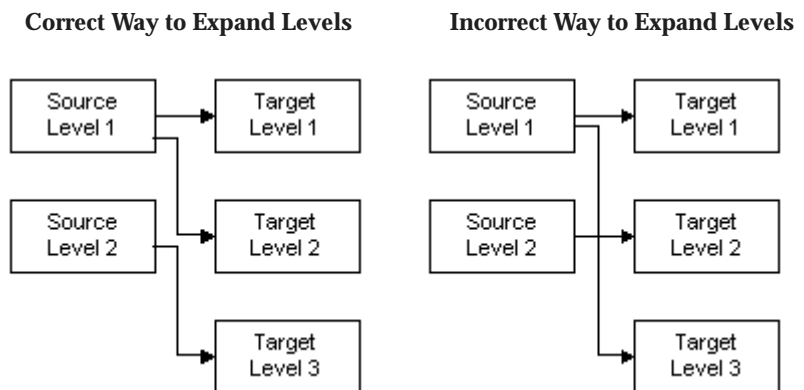 Correct Way to Expand Levels
Source
Level 1
Target
Level 1
Source
Level 2
Target
Level 2
Target
Level 3
Incorrect Way to Expand Levels
Source
Level 1
Target
Level 1
Source
Level 2
Target
Level 2
Target
Level 3